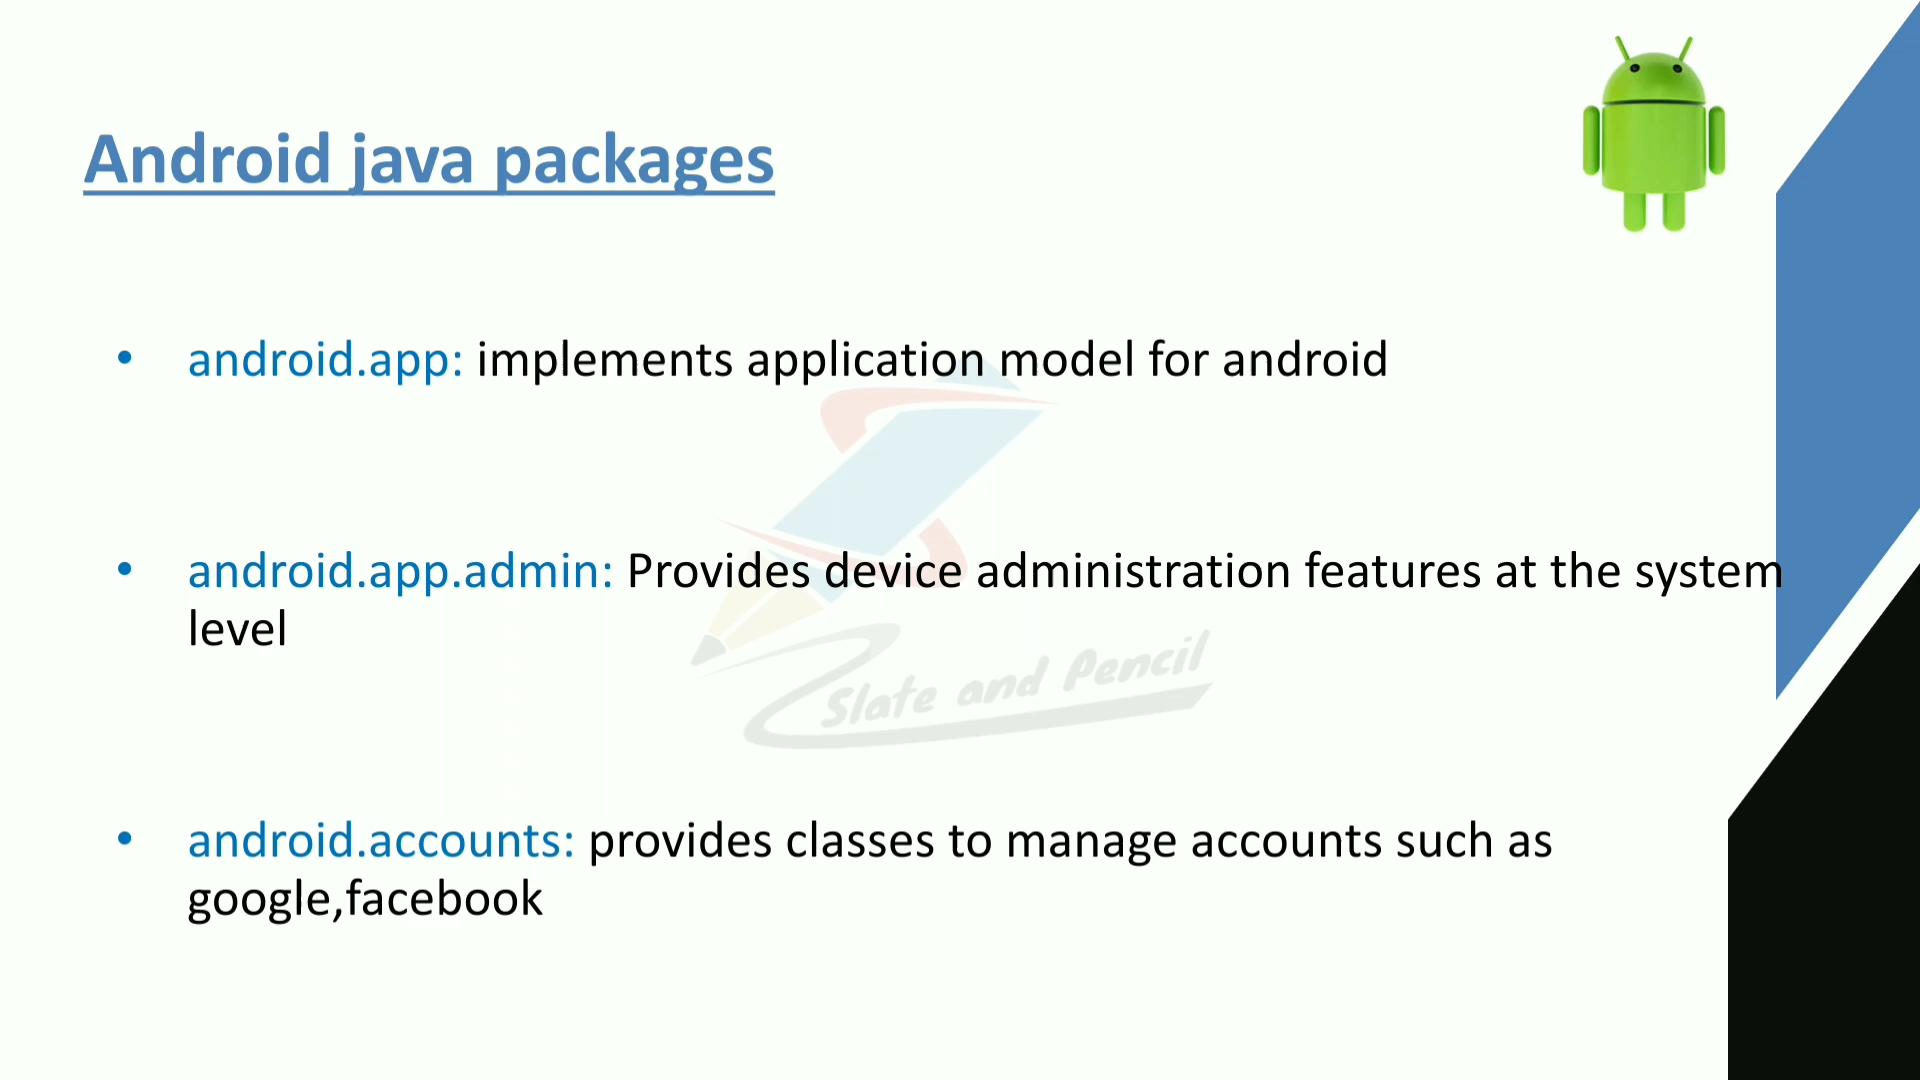 Android java packages
• android.app: implements application model for android
• android.app.admin: Provides device administration features at the system
level
Slate and Pencil
• android.accounts: provides classes to manage accounts such as
google,facebook